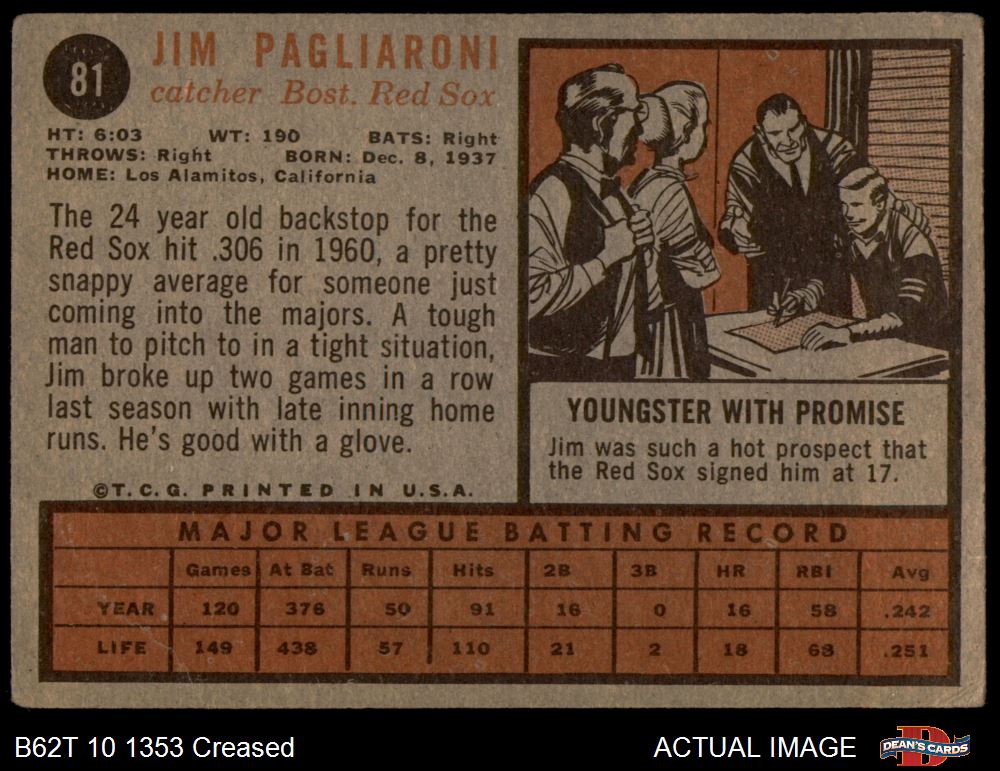 81
JIM PAGLIARONI
catcher Bost. Red Sox
HT: 6:03 WT: 190 BATS: Right
THROWS: Right BORN: Dec. 8, 1937
HOME: Los Alamitos, California
The 24 year old backstop for the
Red Sox hit .306 in 1960, a pretty
snappy average for someone just
coming into the majors. A tough
man to pitch to in a tight situation,
Jim broke up two games in a row
last season with late inning home
runs. He's good with a glove.
©T.C.G. PRINTED IN U.S.A.
YOUNGSTER WITH PROMISE
Jim was such a hot prospect that
the Red Sox signed him at 17.
MAJOR LEAGUE BATTING RECORD
Games At Bat Runs Hits 2B 3B HR RBI Avg
YEAR 120 376 50 91 16 0 16 58 .242
LIFE 149 438 57 110 21 2 18 68 .251
B62T 10 1353 Creased
ACTUAL IMAGE
D
DEAN'S CARDS